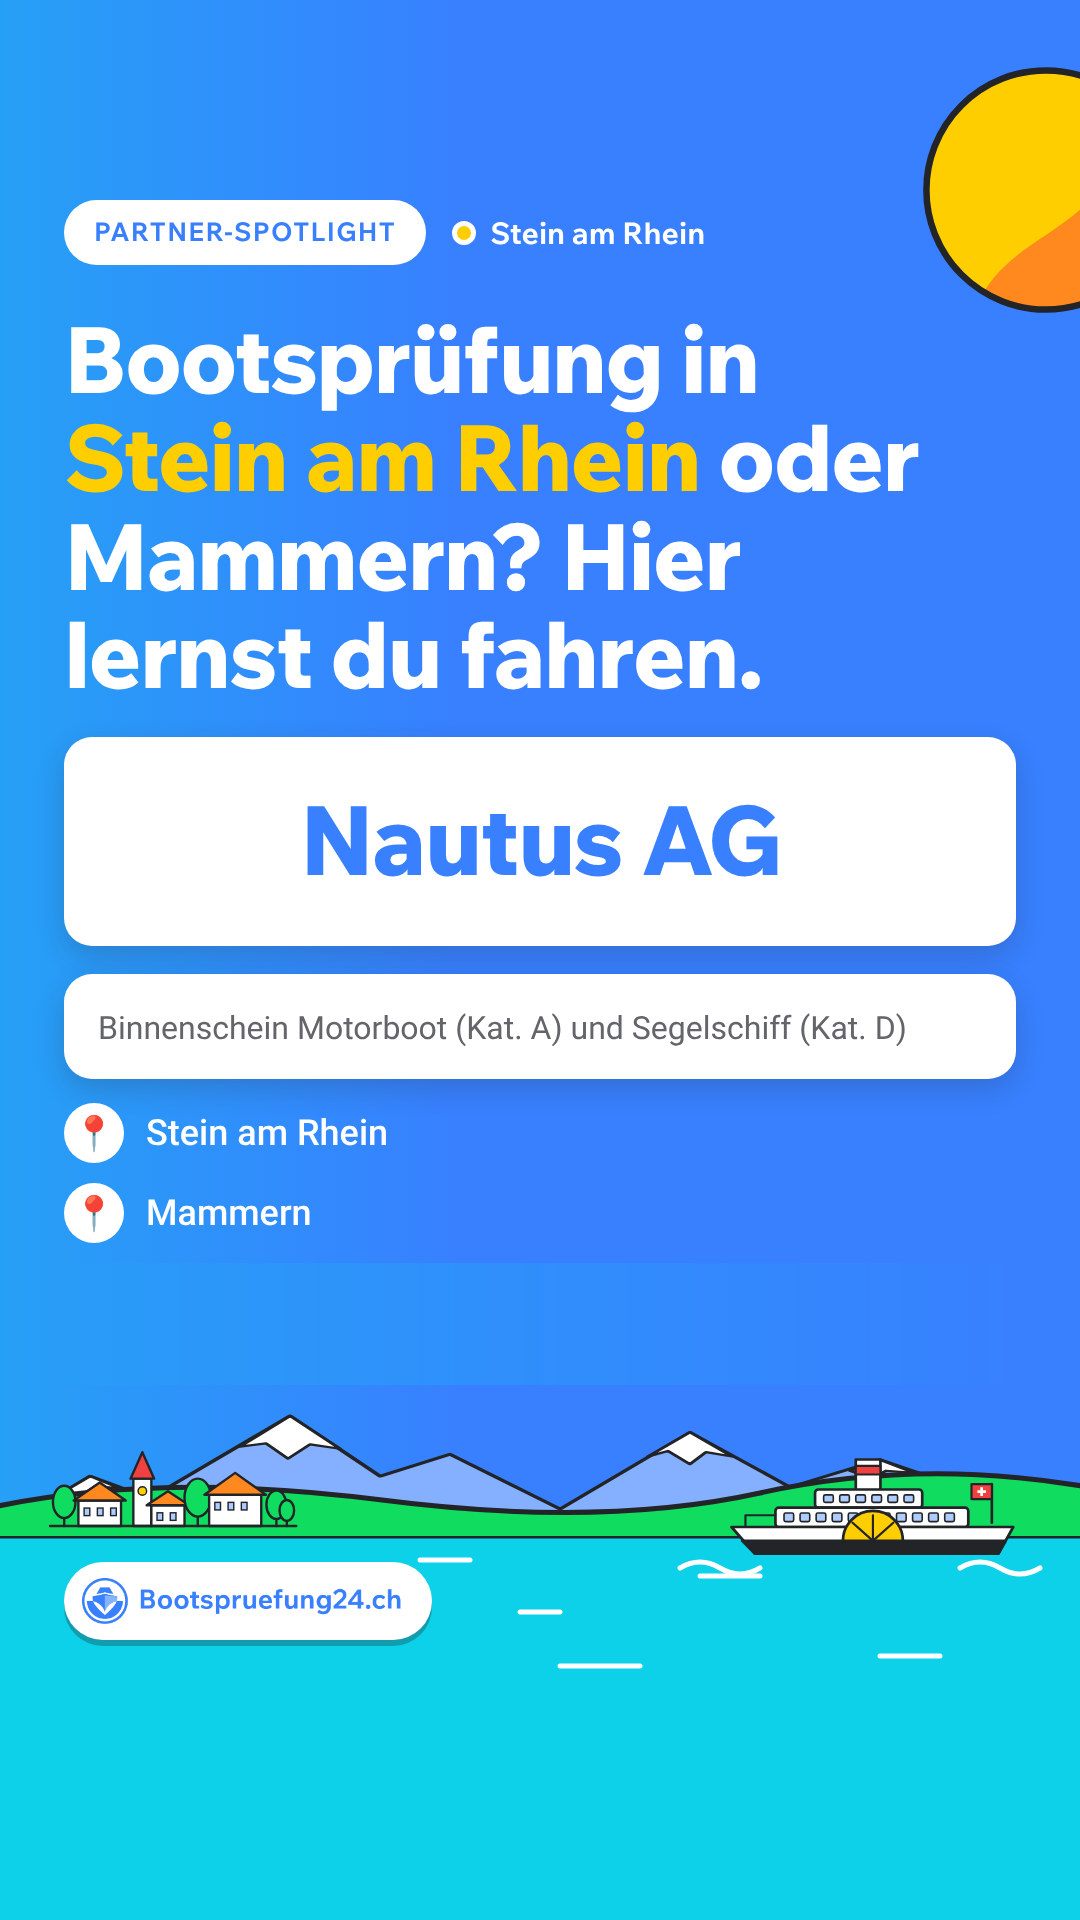 PARTNER-SPOTLIGHT
Stein am Rhein
Bootsprüfung in
Stein am Rhein oder
Mammern? Hier
lernst du fahren.
Nautus AG
Binnenschein Motorboot (Kat. A) und Segelschiff (Kat. D)
Stein am Rhein
Mammern
Bootspruefung24.ch